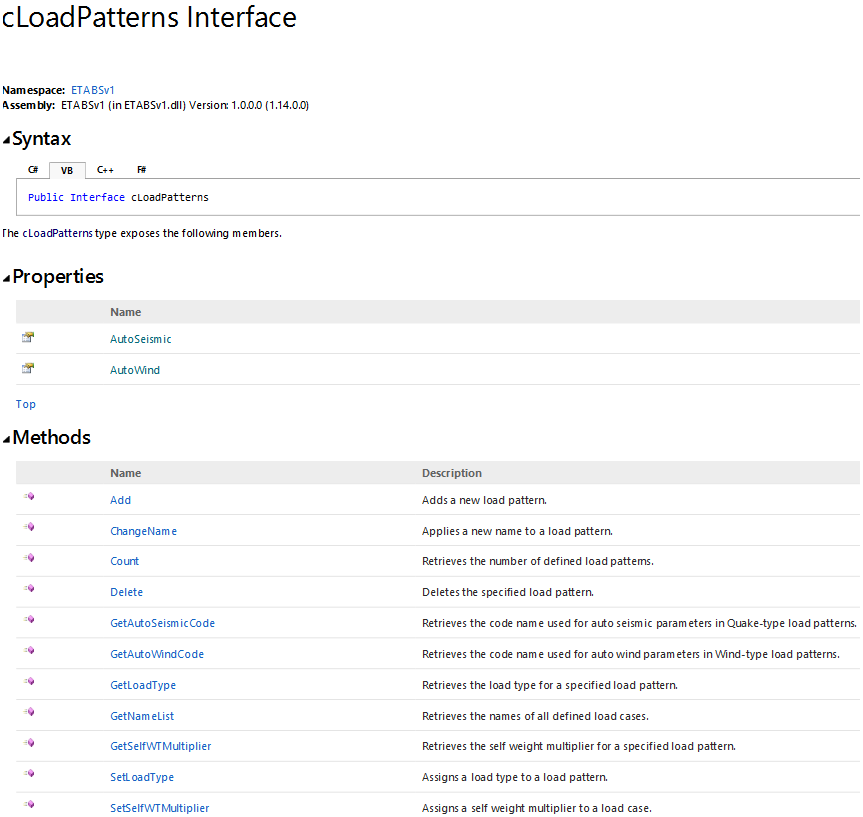 cLoadPatterns Interface
Namespace: ETABSv1
Assembly: ETABSv1 (in ETABSv1.dll) Version: 1.0.0.0 (1.14.0.0)
Syntax
C# VB C++ F#
Public Interface cLoadPatterns
The cLoadPatterns type exposes the following members.
Properties
Name
AutoSeismic
AutoWind
Top
Methods
Name Description
Add Adds a new load pattern.
ChangeName Applies a new name to a load pattern.
Count Retrieves the number of defined load patterns.
Delete Deletes the specified load pattern.
GetAutoSeismicCode Retrieves the code name used for auto seismic parameters in Quake-type load patterns.
GetAutoWindCode Retrieves the code name used for auto wind parameters in Wind-type load patterns.
GetLoadType Retrieves the load type for a specified load pattern.
GetNameList Retrieves the names of all defined load cases.
GetSelfWTMultiplier Retrieves the self weight multiplier for a specified load pattern.
SetLoadType Assigns a load type to a load pattern.
SetSelfWTMultiplier Assigns a self weight multiplier to a load case.